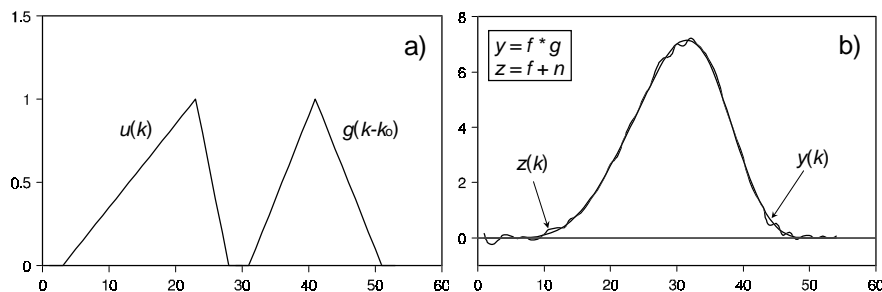 1.5
1
0.5
0
0 10 20 30 40 50 60
a)
u(k)
g(k-k₀)
8
6
4
2
0
0 10 20 30 40 50 60
b)
y = f * g
z = f + n
z(k)
y(k)